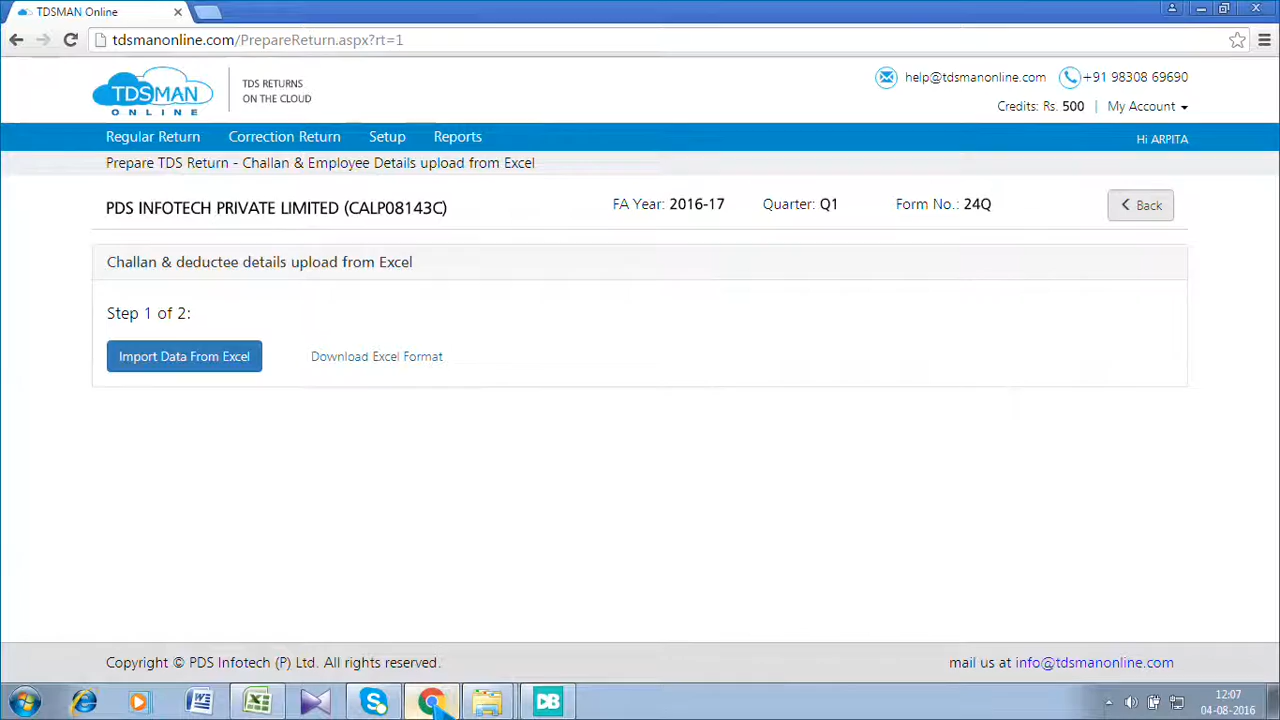 TDSMAN Online
tdsmanonline.com/PrepareReturn.aspx?rt=1
TDSMAN
ONLINE
TDS RETURNS
ON THE CLOUD
help@tdsmanonline.com
+91 98308 69690
Credits: Rs. 500 | My Account
Regular Return Correction Return Setup Reports
Hi ARPITA
Prepare TDS Return - Challan & Employee Details upload from Excel
PDS INFOTECH PRIVATE LIMITED (CALP08143C)
FA Year: 2016-17 Quarter: Q1 Form No.: 24Q
Back
Challan & deductee details upload from Excel
Step 1 of 2:
Import Data From Excel
Download Excel Format
Copyright © PDS Infotech (P) Ltd. All rights reserved.
mail us at info@tdsmanonline.com
DB
12:07
04-08-2016